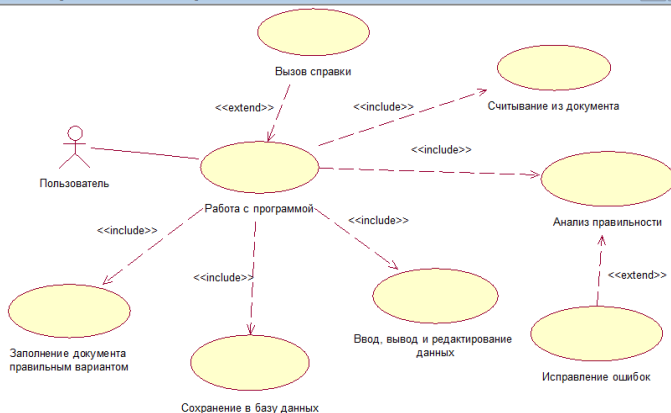 Вызов справки
<<extend>>
<<include>>
Считывание из документа
<<include>>
Пользователь
Работа с программой
Анализ правильности
<<include>>
<<include>>
<<include>>
<<extend>>
Заполнение документа
правильным вариантом
Ввод, вывод и редактирование
данных
Исправление ошибок
Сохранение в базу данных